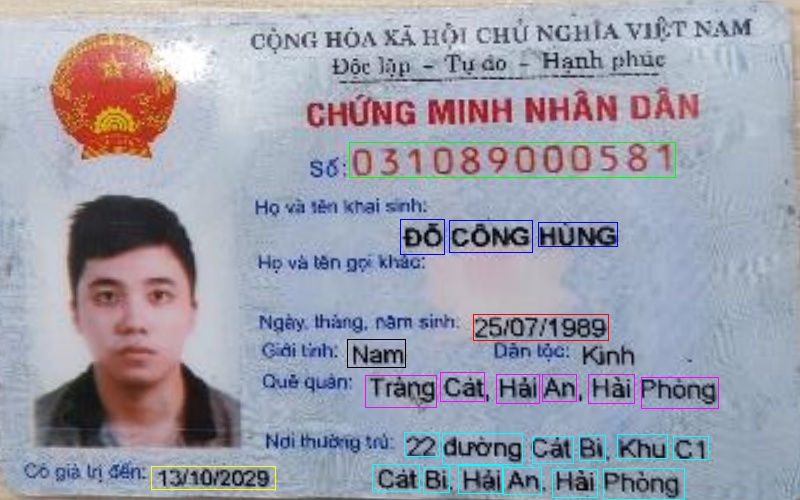 CỘNG HÒA XÃ HỘI CHỦ NGHĨA VIỆT NAM
Độc lập - Tự do - Hạnh phúc
CHỨNG MINH NHÂN DÂN
Số: 031089000581
Họ và tên khai sinh:
ĐỖ CÔNG HÙNG
Họ và tên gọi khác:
Ngày, tháng, năm sinh: 25/07/1989
Giới tính: Nam Dân tộc: Kinh
Quê quán: Tràng Cát, Hải An, Hải Phòng
Nơi thường trú: 22 đường Cát Bi, Khu C1
Cát Bi, Hải An, Hải Phòng
Có giá trị đến: 13/10/2029